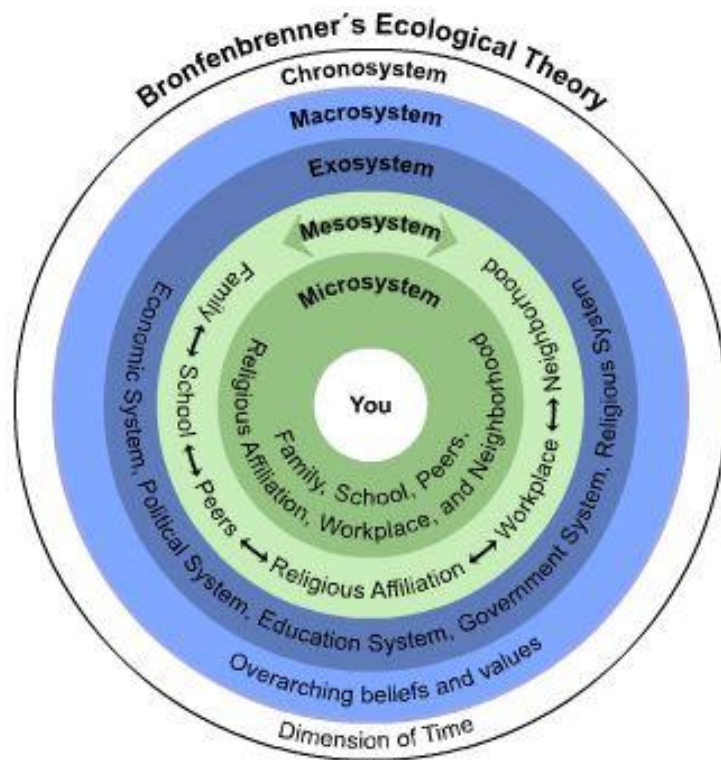 Bronfenbrenner´s Ecological Theory
Chronosystem
Macrosystem
Exosystem
Mesosystem
Microsystem
You
Family, School, Peers,
Religious Affiliation, Workplace, and Neighborhood
Family ↔ School ↔ Peers ↔ Religious Affiliation ↔ Workplace ↔ Neighborhood
Economic System, Political System, Education System, Government System, Religious System
Overarching beliefs and values
Dimension of Time